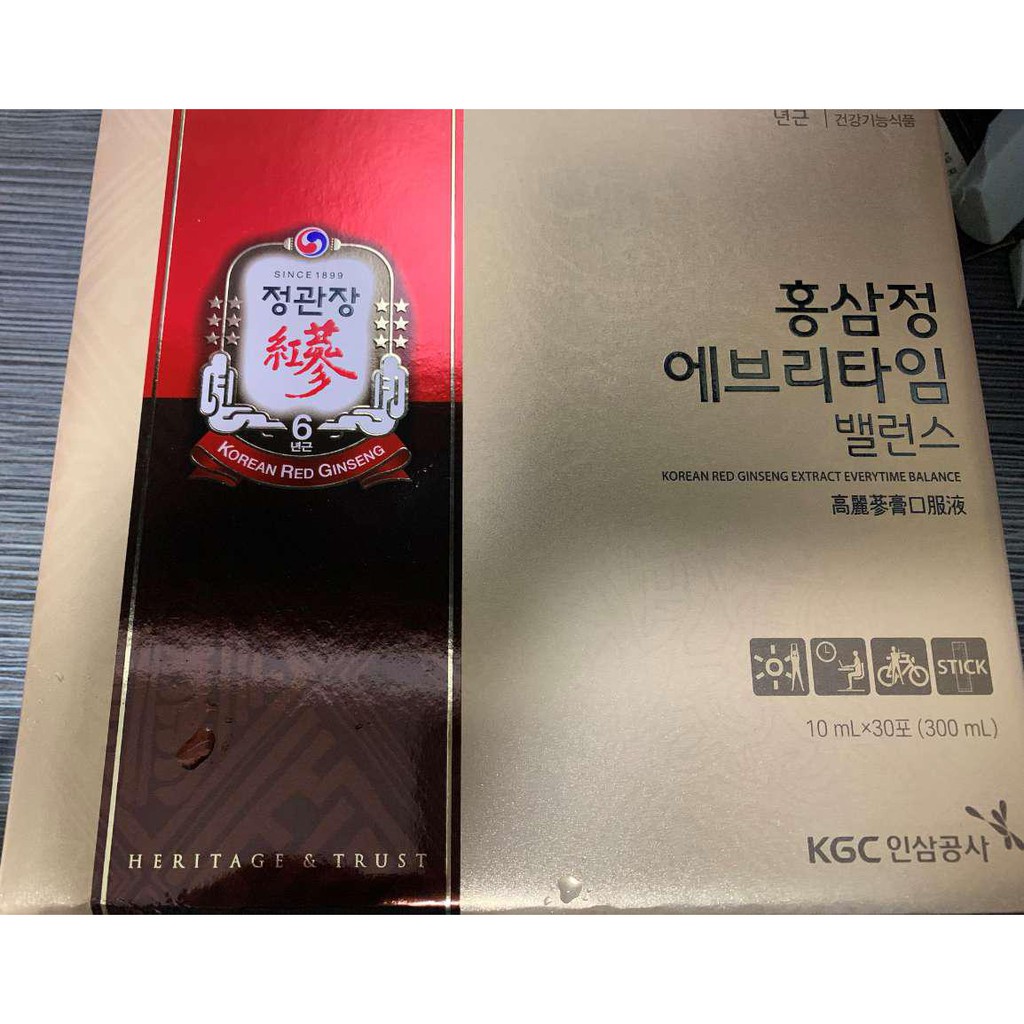 년근 | 건강기능식품
SINCE 1899
정관장
紅蔘
6
년근
KOREAN RED GINSENG
홍삼정
에브리타임
밸런스
KOREAN RED GINSENG EXTRACT EVERYTIME BALANCE
高麗蔘膏口服液
STICK
10 mL×30포 (300 mL)
KGC 인삼공사
HERITAGE & TRUST